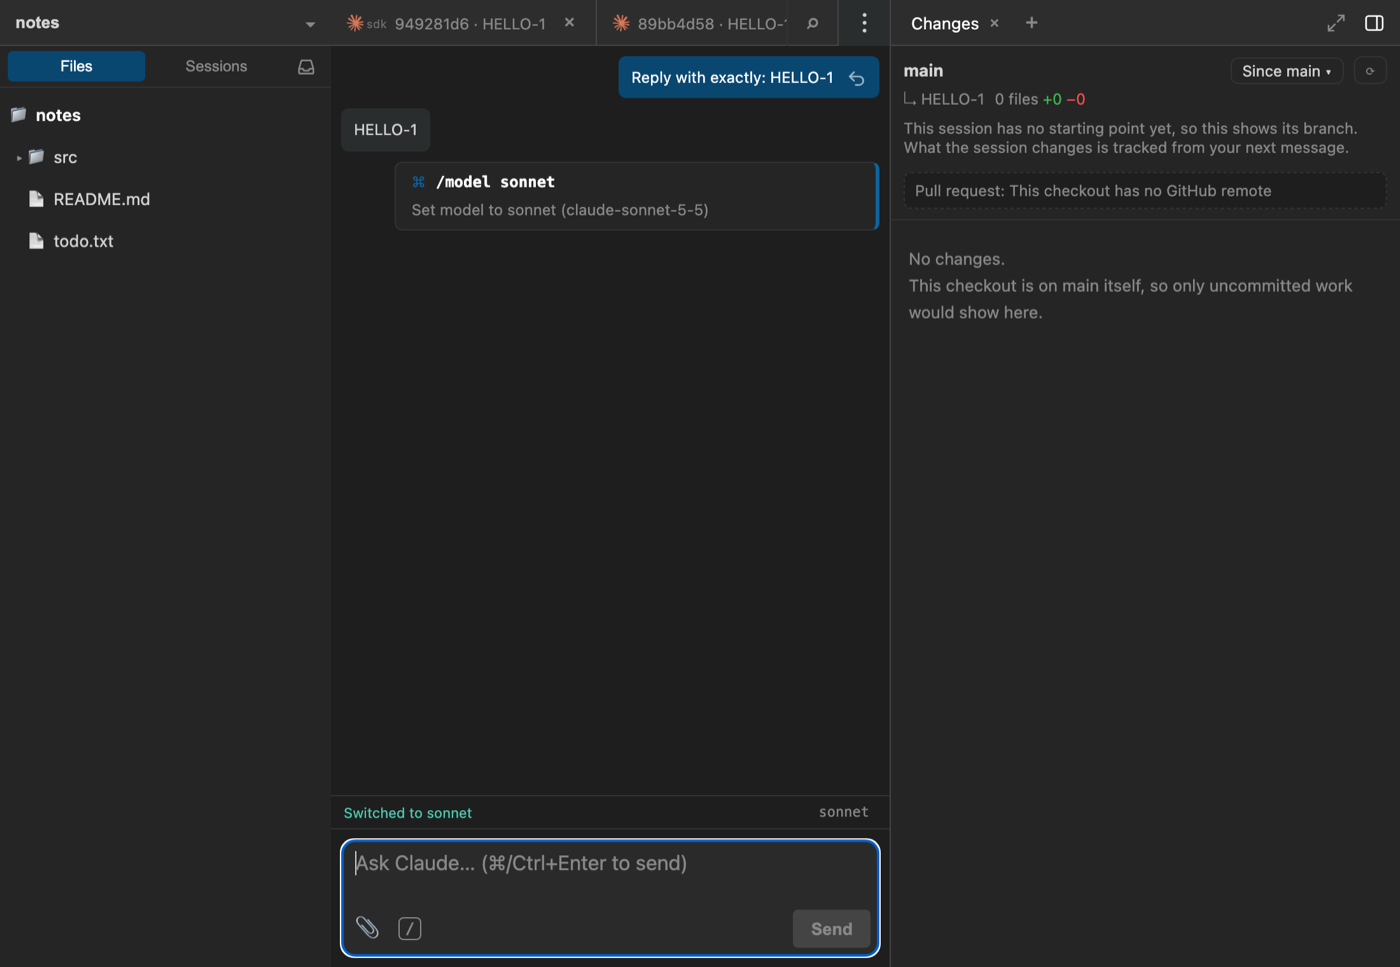 notes
Files
Sessions
notes
src
README.md
todo.txt
sdk 949281d6 · HELLO-1 ×
89bb4d58 · HELLO-
Reply with exactly: HELLO-1
HELLO-1
⌘ /model sonnet
Set model to sonnet (claude-sonnet-5-5)
Switched to sonnet
sonnet
Ask Claude... (⌘/Ctrl+Enter to send)
/
Send
Changes × +
main
Since main ▾
HELLO-1 0 files +0 −0
This session has no starting point yet, so this shows its branch.
What the session changes is tracked from your next message.
Pull request: This checkout has no GitHub remote
No changes.
This checkout is on main itself, so only uncommitted work
would show here.